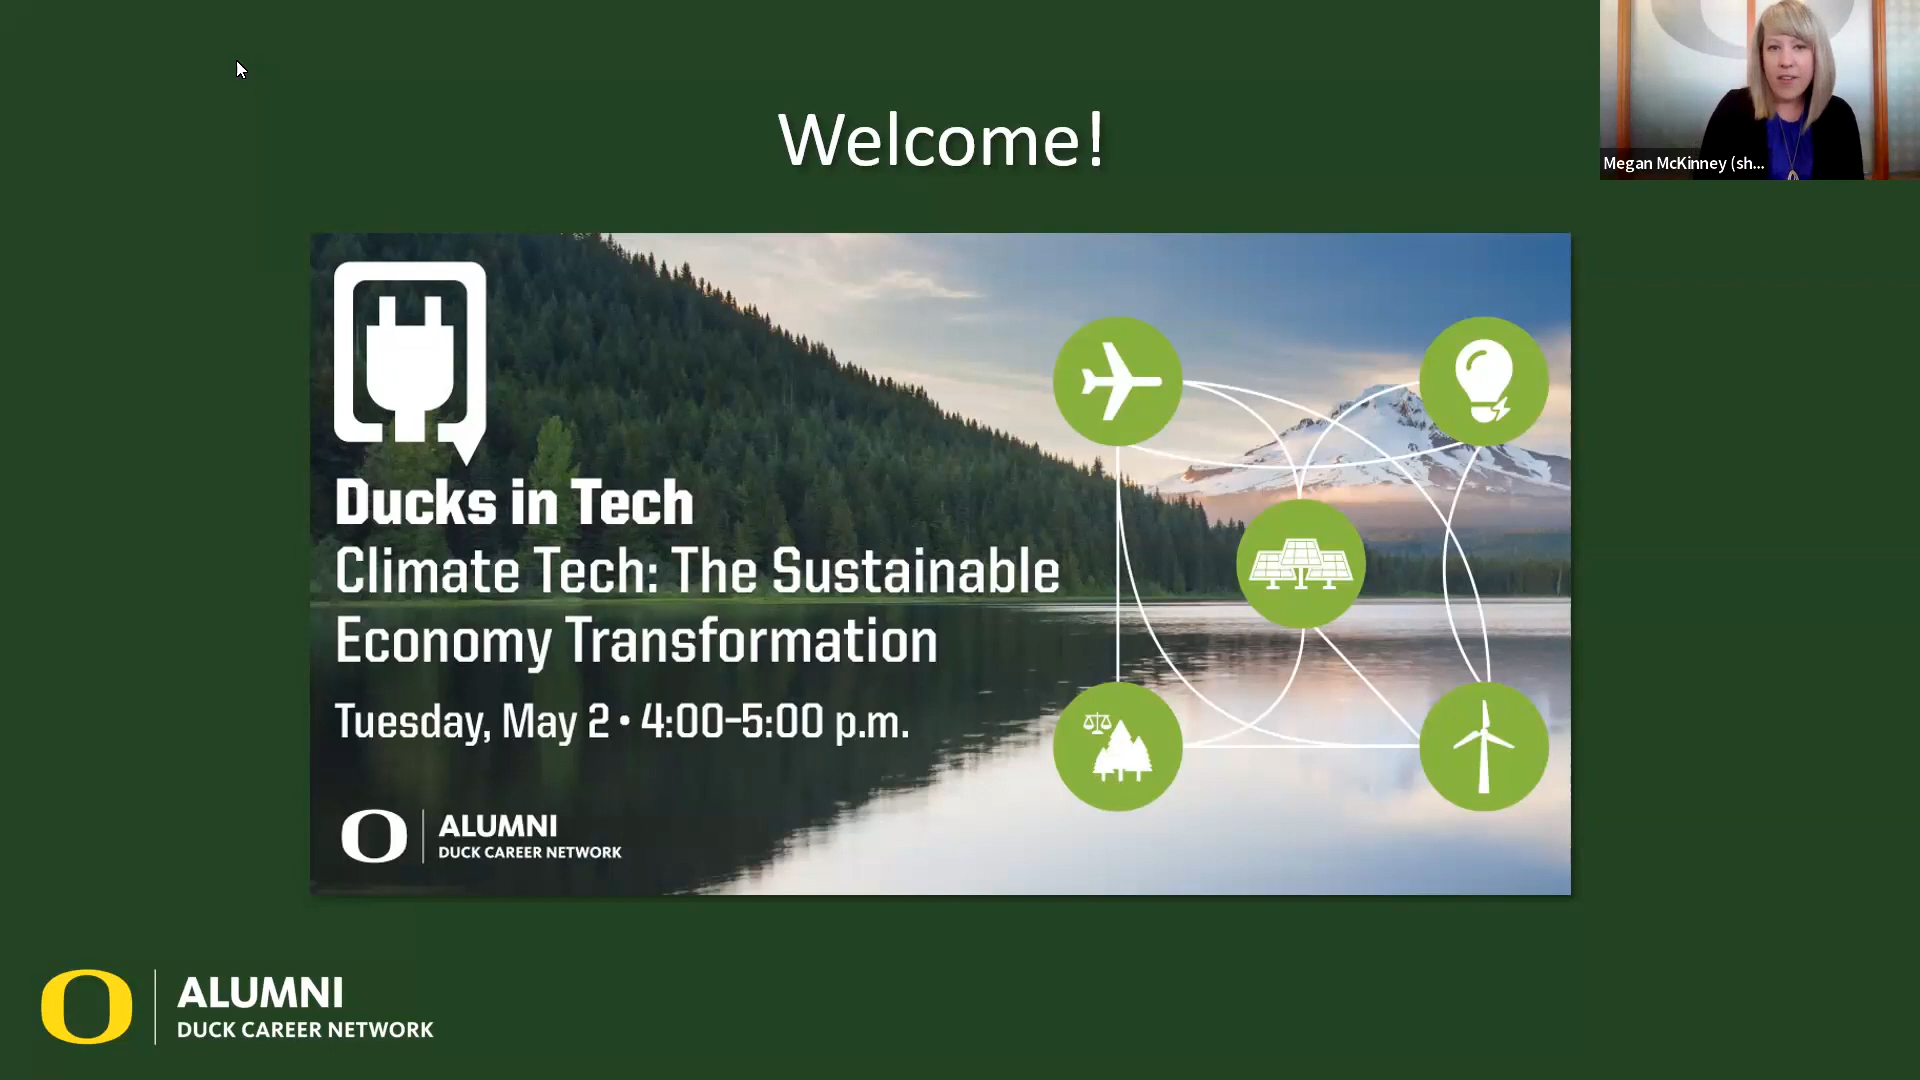 Welcome!
Megan McKinney (sh...
Ducks in Tech
Climate Tech: The Sustainable
Economy Transformation
Tuesday, May 2 • 4:00–5:00 p.m.
O ALUMNI
DUCK CAREER NETWORK
O ALUMNI
DUCK CAREER NETWORK